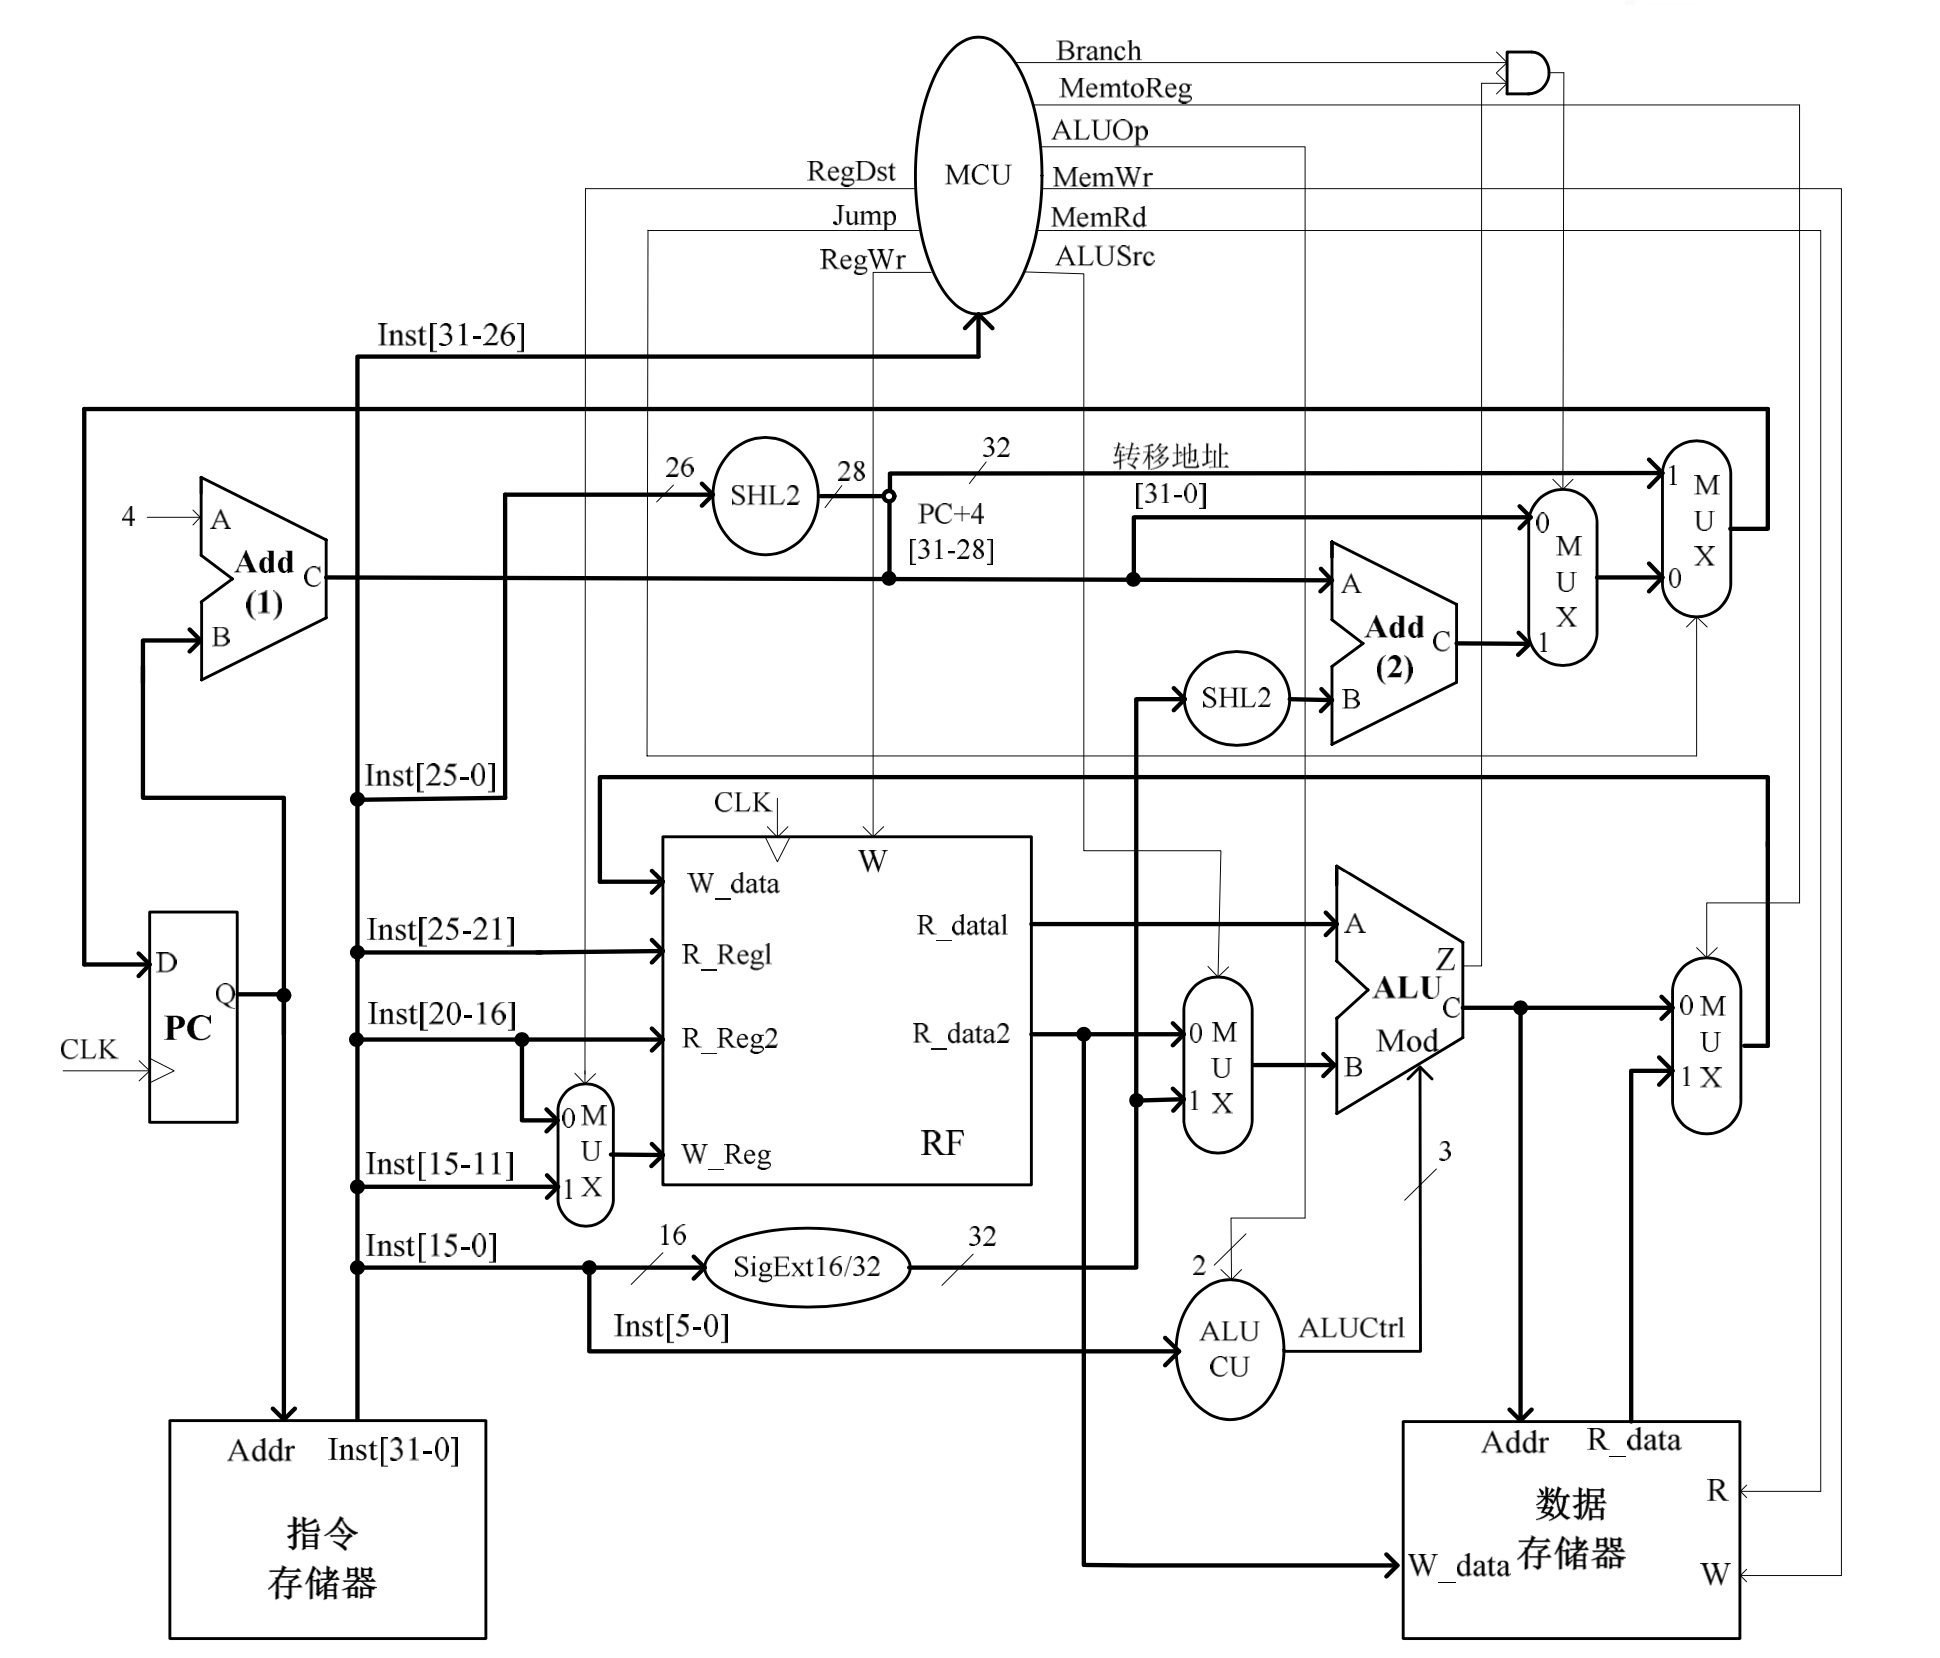 Branch
MemtoReg
ALUOp
RegDst
MCU
MemWr
Jump
MemRd
RegWr
ALUSrc
Inst[31-26]
26
SHL2
28
32
转移地址
[31-0]
PC+4
[31-28]
1
M
U
X
0
0
M
U
X
1
4
A
Add
(1)
C
B
A
Add
(2)
C
B
SHL2
Inst[25-0]
CLK
W
W_data
Inst[25-21]
R_Regl
R_datal
Inst[20-16]
R_Reg2
R_data2
D
Q
PC
CLK
0
M
U
1
X
Inst[15-11]
W_Reg
RF
0
M
U
1
X
A
Z
ALU
C
Mod
B
0
M
U
1
X
3
Inst[15-0]
16
SigExt16/32
32
2
Inst[5-0]
ALU
CU
ALUCtrl
Addr
Inst[31-0]
指令
存储器
Addr
R_data
R
数据
存储器
W_data
W